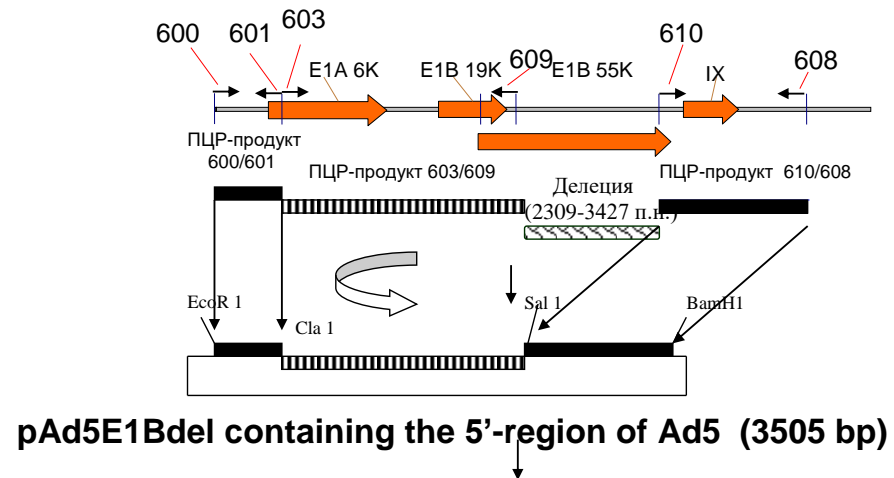 600
601
603
609
610
608
E1A 6K
E1B 19K
E1B 55K
IX
ПЦР-продукт
600/601
ПЦР-продукт 603/609
ПЦР-продукт 610/608
Делеция
(2309-3427 п.н.)
EcoR 1
Cla 1
Sal 1
BamH1
pAd5E1Bdel containing the 5’-region of Ad5 (3505 bp)